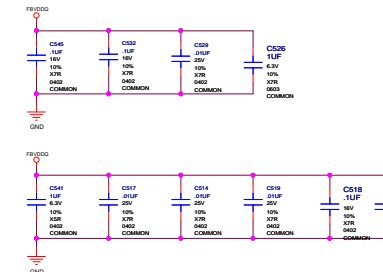 FBVDDQ
C545
.1UF
16V
10%
X7R
0402
COMMON
C532
.1UF
16V
10%
X7R
0402
COMMON
C529
.01UF
25V
10%
X7R
0402
COMMON
C526
1UF
6.3V
10%
X7R
0603
COMMON
GND
FBVDDQ
C541
1UF
6.3V
10%
X5R
0402
COMMON
C517
.01UF
25V
10%
X7R
0402
COMMON
C514
.01UF
25V
10%
X7R
0402
COMMON
C519
.01UF
25V
10%
X7R
0402
COMMON
C518
.1UF
16V
10%
X7R
0402
COMMON
GND